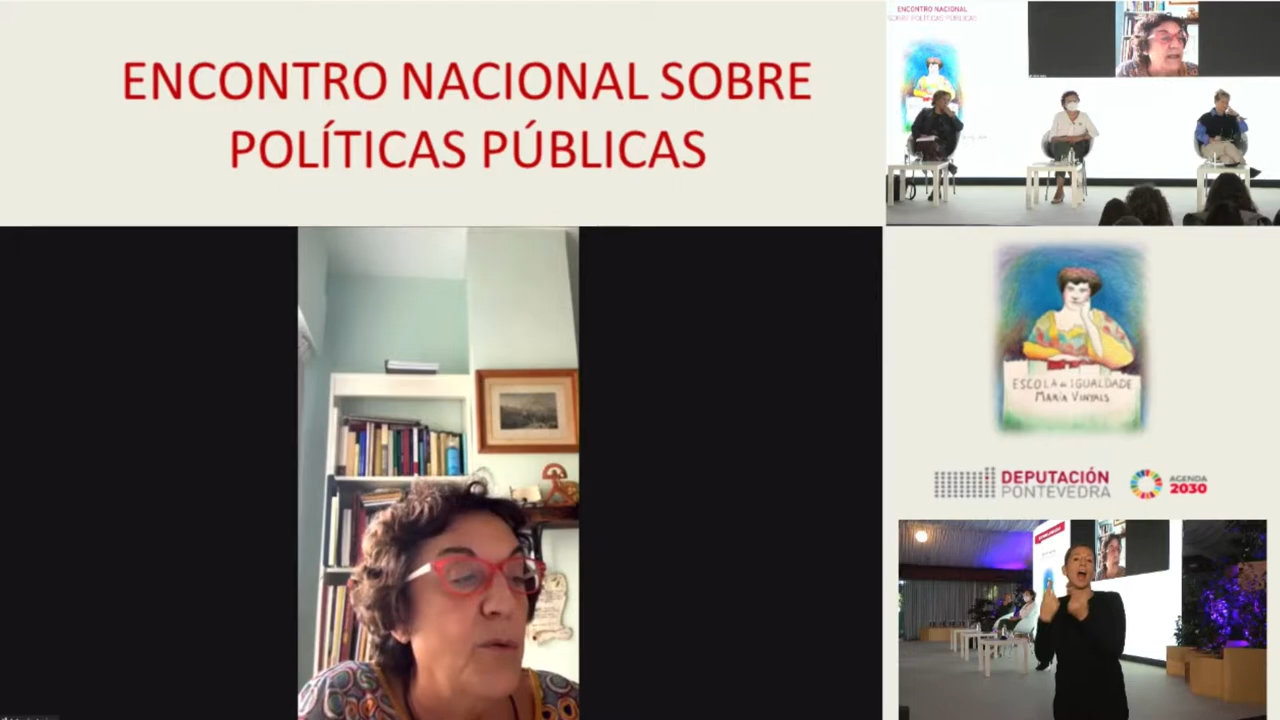 ENCONTRO NACIONAL SOBRE
POLÍTICAS PÚBLICAS
ENCONTRO NACIONAL
SOBRE POLÍTICAS PÚBLICAS
ESCOLA de IGUALDADE
MARÍA VINYALS
DEPUTACIÓN
PONTEVEDRA
AGENDA
2030